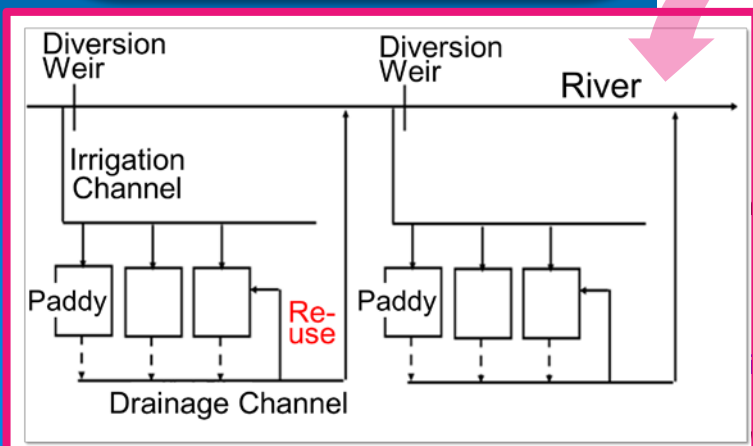 Diversion
Weir
Diversion
Weir
River
Irrigation
Channel
Paddy
Re-
use
Paddy
Drainage Channel